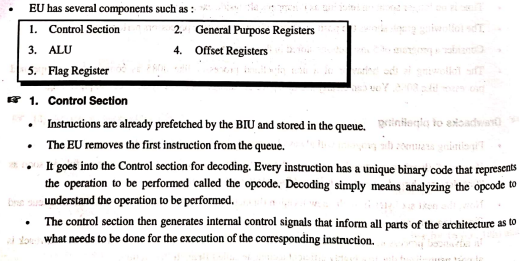 • EU has several components such as :
1. Control Section 2. General Purpose Registers
3. ALU 4. Offset Registers
5. Flag Register
☞ 1. Control Section
• Instructions are already prefetched by the BIU and stored in the queue.
• The EU removes the first instruction from the queue.
• It goes into the Control section for decoding. Every instruction has a unique binary code that represents
the operation to be performed called the opcode. Decoding simply means analyzing the opcode to
understand the operation to be performed.
• The control section then generates internal control signals that inform all parts of the architecture as to
what needs to be done for the execution of the corresponding instruction.